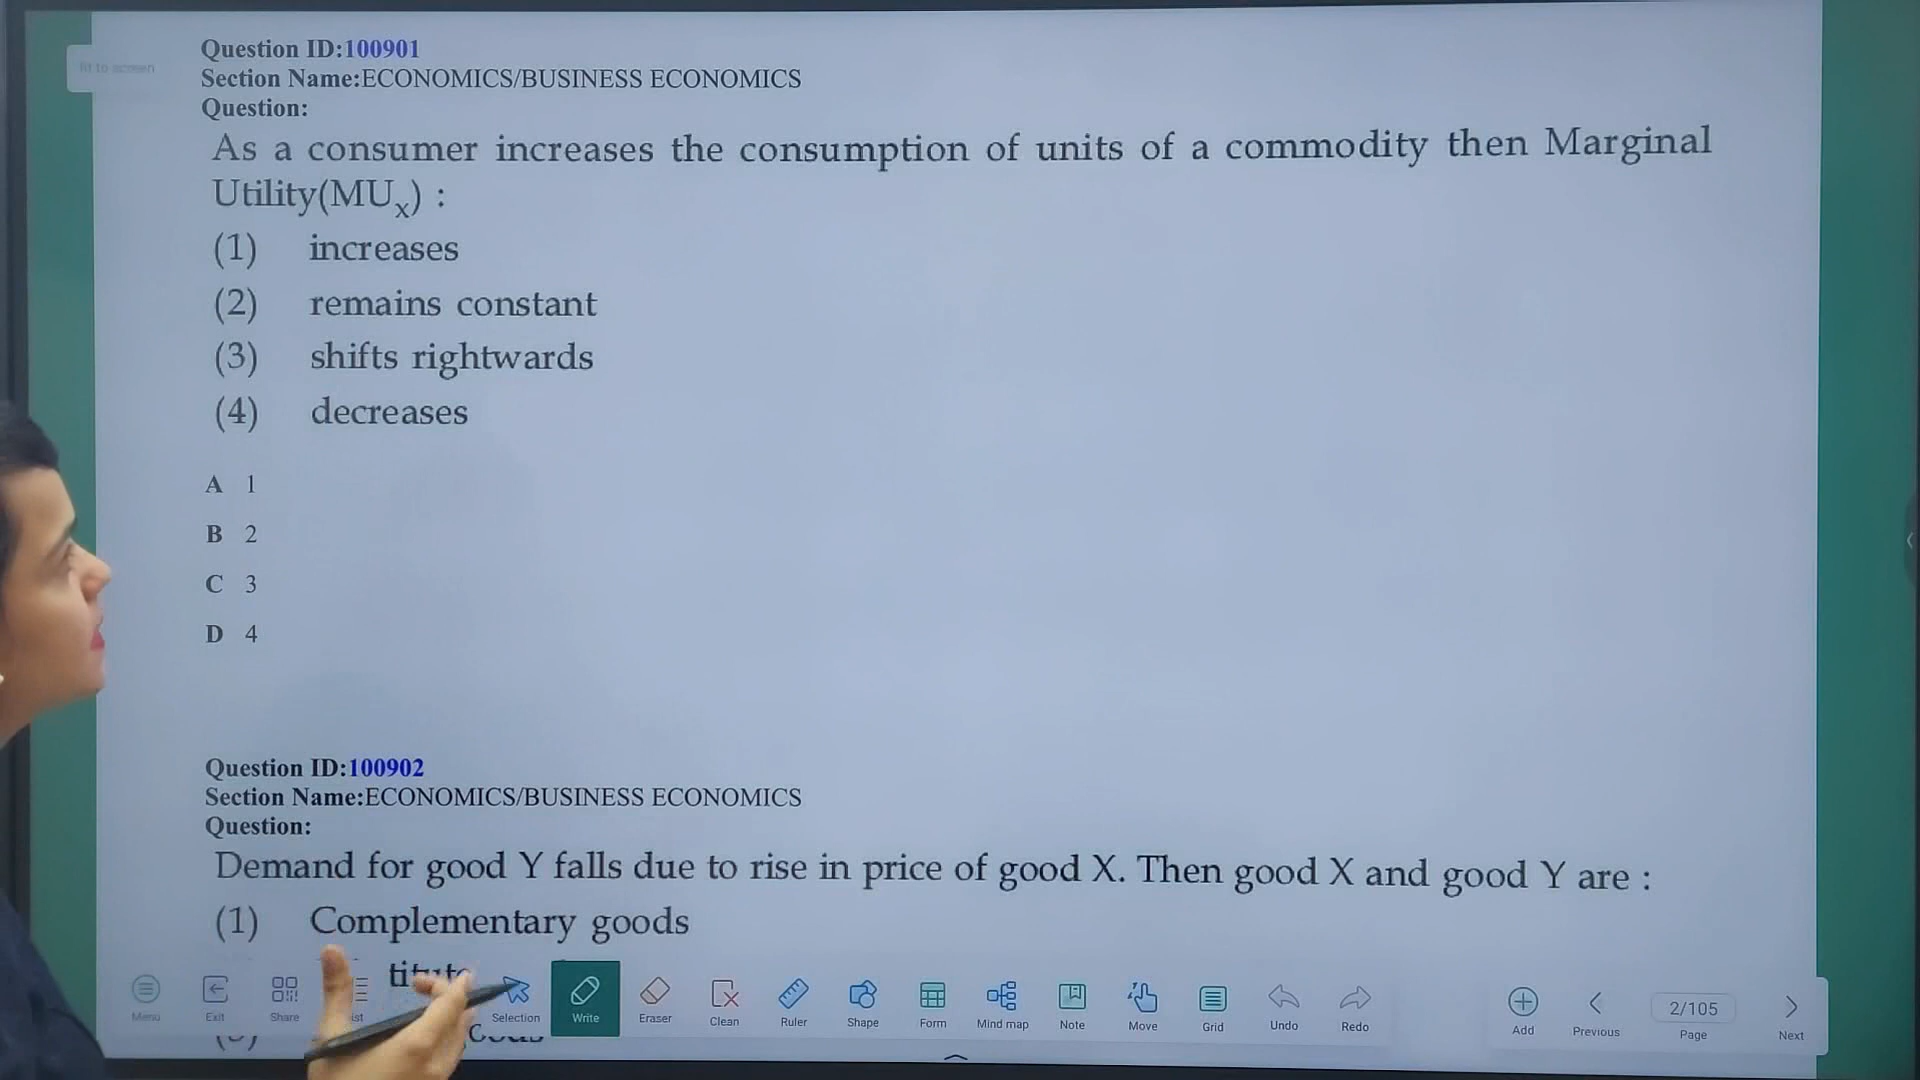 Question ID:100901
Section Name:ECONOMICS/BUSINESS ECONOMICS
Question:
As a consumer increases the consumption of units of a commodity then Marginal
Utility(MUx) :
(1) increases
(2) remains constant
(3) shifts rightwards
(4) decreases
A 1
B 2
C 3
D 4
Question ID:100902
Section Name:ECONOMICS/BUSINESS ECONOMICS
Question:
Demand for good Y falls due to rise in price of good X. Then good X and good Y are :
(1) Complementary goods
Menu Exit Share Selection Write Eraser Clean Ruler Shape Form Mind map Note Move Grid Undo Redo Add Previous 2/105 Page Next